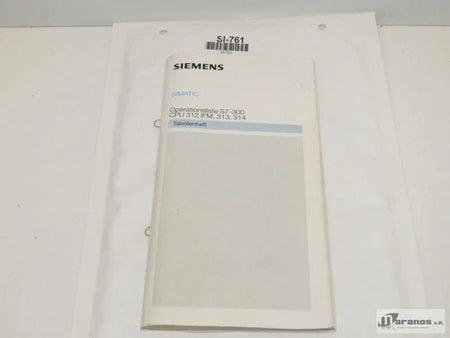 SI-761
SIEMENS
SIMATIC
Operationsliste S7-300
CPU 312 IFM, 313, 314
Tabellenheft
Maranos e.K.